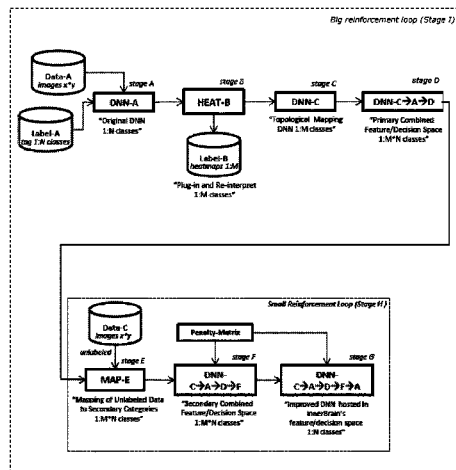 Big reinforcement loop (Stage I)
Data-A
images x*y
stage A
stage B
stage C
stage D
DNN-A
HEAT-B
DNN-C
DNN-C→A→D
Label-A
tag 1:N classes
"Original DNN
1:N classes"
"Topological Mapping
DNN 1:M classes"
"Primary Combined
Feature/Decision Space
1:M*N classes"
Label-B
heatmaps 1:M
"Plug-in and Re-interpret
1:M classes"
Small Reinforcement Loop (Stage H)
Data-C
images x*y
unlabeled
Penalty-Matrix
stage E
stage F
stage G
MAP-E
DNN-
C→A→D→F
DNN-
C→A→D→F→A
"Mapping of Unlabeled Data
to Secondary Categories
1:M*N classes"
"Secondary Combined
Feature/Decision Space
1:M*N classes"
"Improved DNN hosted in
InnerBrain's
feature/decision space
1:N classes"